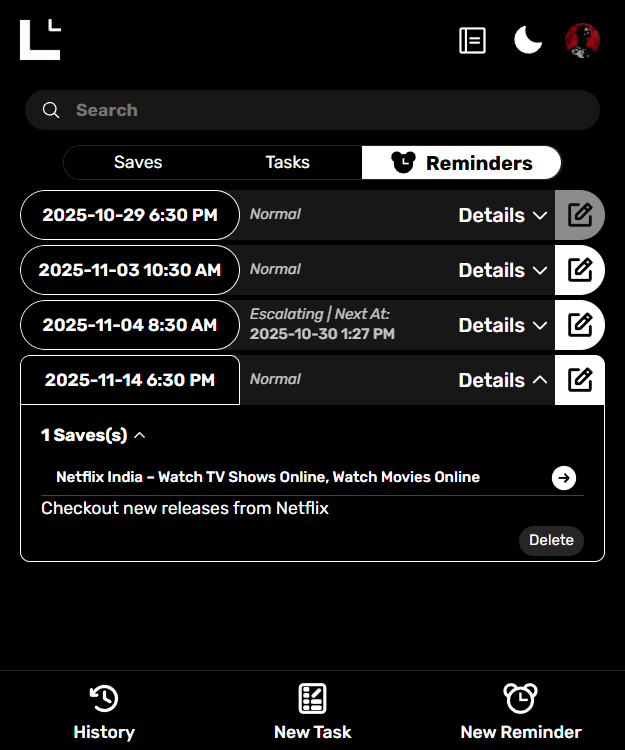 Search
Saves Tasks Reminders
2025-10-29 6:30 PM Normal Details
2025-11-03 10:30 AM Normal Details
2025-11-04 8:30 AM Escalating | Next At: Details
2025-10-30 1:27 PM
2025-11-14 6:30 PM Normal Details
1 Saves(s)
Netflix India – Watch TV Shows Online, Watch Movies Online
Checkout new releases from Netflix
Delete
History New Task New Reminder